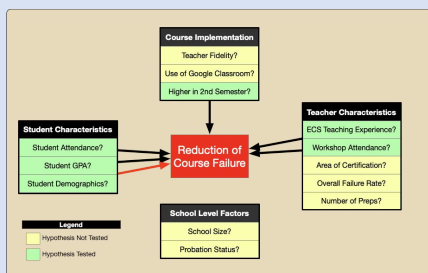 Course Implementation
Teacher Fidelity?
Use of Google Classroom?
Higher in 2nd Semester?
Student Characteristics
Student Attendance?
Student GPA?
Student Demographics?
Reduction of
Course Failure
Teacher Characteristics
ECS Teaching Experience?
Workshop Attendance?
Area of Certification?
Overall Failure Rate?
Number of Preps?
School Level Factors
School Size?
Probation Status?
Legend
Hypothesis Not Tested
Hypothesis Tested